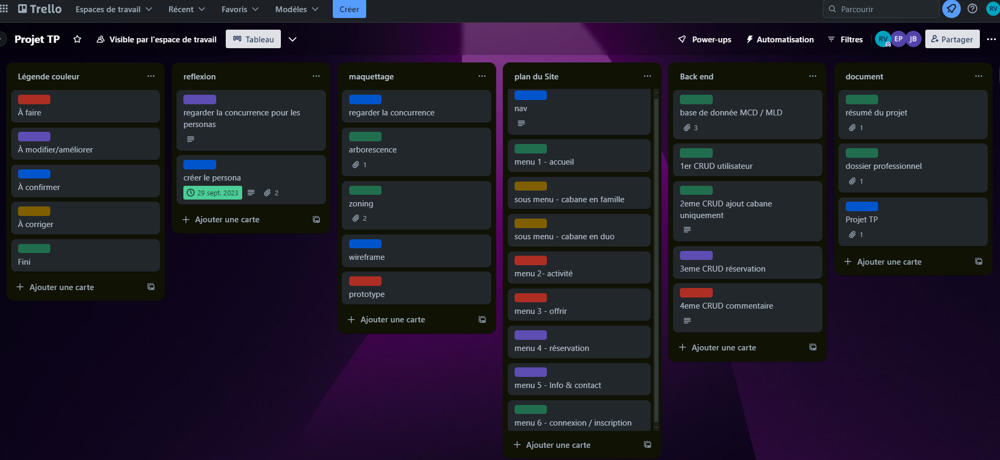 Trello
Espaces de travail
Récent
Favoris
Modèles
Créer
Parcourir
RV
Projet TP
Visible par l'espace de travail
Tableau
Power-ups
Automatisation
Filtres
RV
EP
JB
Partager
Légende couleur
À faire
À modifier/améliorer
À confirmer
À corriger
Fini
Ajouter une carte
reflexion
regarder la concurrence pour les
personas
créer le persona
29 sept. 2023
2
Ajouter une carte
maquettage
regarder la concurrence
arborescence
1
zoning
2
wireframe
prototype
Ajouter une carte
plan du Site
nav
menu 1 - accueil
sous menu - cabane en famille
sous menu - cabane en duo
menu 2- activité
menu 3 - offrir
menu 4 - réservation
menu 5 - Info & contact
menu 6 - connexion / inscription
Ajouter une carte
Back end
base de donnée MCD / MLD
3
1er CRUD utilisateur
2eme CRUD ajout cabane
uniquement
3eme CRUD réservation
4eme CRUD commentaire
Ajouter une carte
document
résumé du projet
1
dossier professionnel
1
Projet TP
1
Ajouter une carte